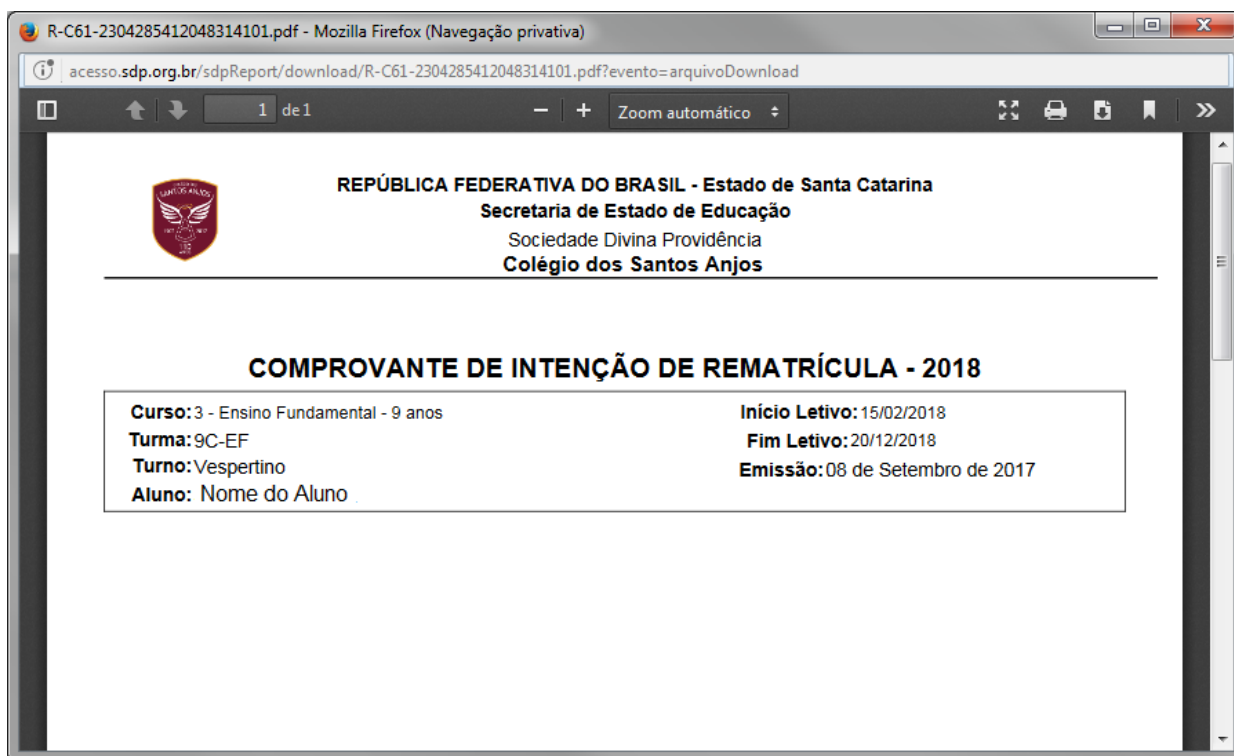 R-C61-2304285412048314101.pdf - Mozilla Firefox (Navegação privativa)
acesso.sdp.org.br/sdpReport/download/R-C61-2304285412048314101.pdf?evento=arquivoDownload
1 de 1 Zoom automático
SANTOS ANJOS
REPÚBLICA FEDERATIVA DO BRASIL - Estado de Santa Catarina
Secretaria de Estado de Educação
Sociedade Divina Providência
Colégio dos Santos Anjos
COMPROVANTE DE INTENÇÃO DE REMATRÍCULA - 2018
Curso: 3 - Ensino Fundamental - 9 anos Início Letivo: 15/02/2018
Turma: 9C-EF Fim Letivo: 20/12/2018
Turno: Vespertino Emissão: 08 de Setembro de 2017
Aluno: Nome do Aluno